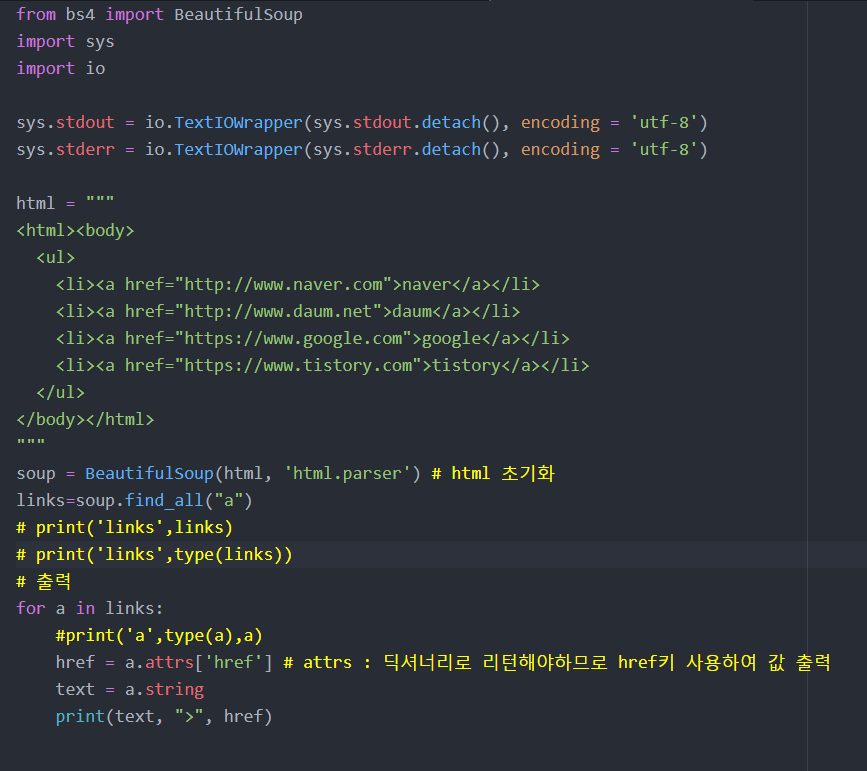 from bs4 import BeautifulSoup
import sys
import io
sys.stdout = io.TextIOWrapper(sys.stdout.detach(), encoding = 'utf-8')
sys.stderr = io.TextIOWrapper(sys.stderr.detach(), encoding = 'utf-8')
html = """
<html><body>
  <ul>
    <li><a href="http://www.naver.com">naver</a></li>
    <li><a href="http://www.daum.net">daum</a></li>
    <li><a href="https://www.google.com">google</a></li>
    <li><a href="https://www.tistory.com">tistory</a></li>
  </ul>
</body></html>
"""
soup = BeautifulSoup(html, 'html.parser') # html 초기화
links=soup.find_all("a")
# print('links',links)
# print('links',type(links))
# 출력
for a in links:
    #print('a',type(a),a)
    href = a.attrs['href'] # attrs : 딕셔너리로 리턴해야하므로 href키 사용하여 값 출력
    text = a.string
    print(text, ">", href)